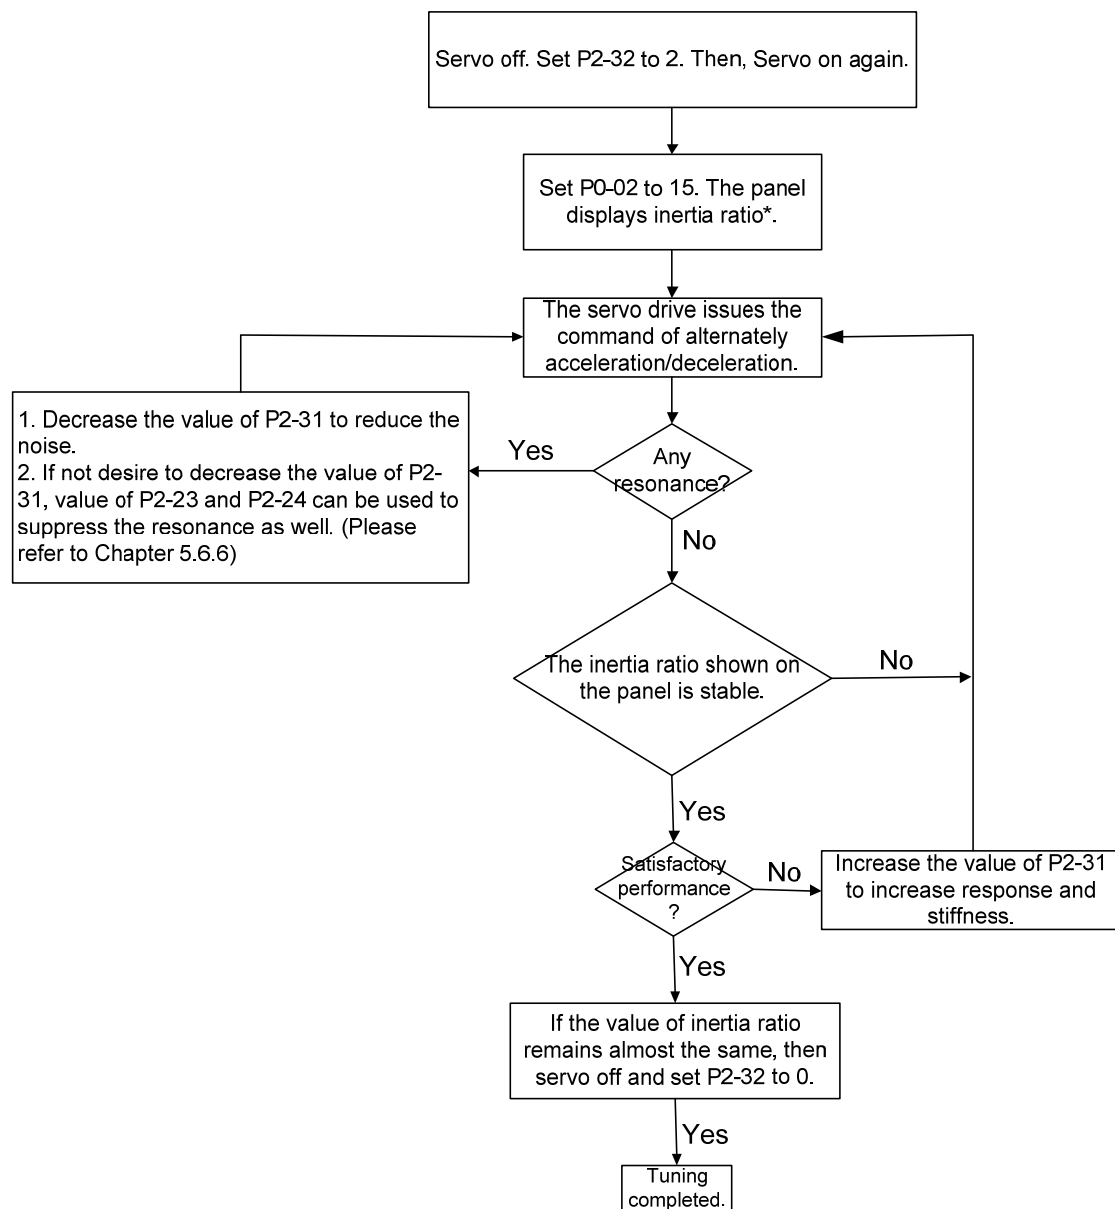 Servo off. Set P2-32 to 2. Then, Servo on again.
Set P0-02 to 15. The panel
displays inertia ratio*.
The servo drive issues the
command of alternately
acceleration/deceleration.
1. Decrease the value of P2-31 to reduce the
noise.
2. If not desire to decrease the value of P2-
31, value of P2-23 and P2-24 can be used to
suppress the resonance as well. (Please
refer to Chapter 5.6.6)
Yes
Any
resonance?
No
The inertia ratio shown on
the panel is stable.
No
Yes
Satisfactory
performance
?
No
Increase the value of P2-31
to increase response and
stiffness.
Yes
If the value of inertia ratio
remains almost the same, then
servo off and set P2-32 to 0.
Yes
Tuning
completed.